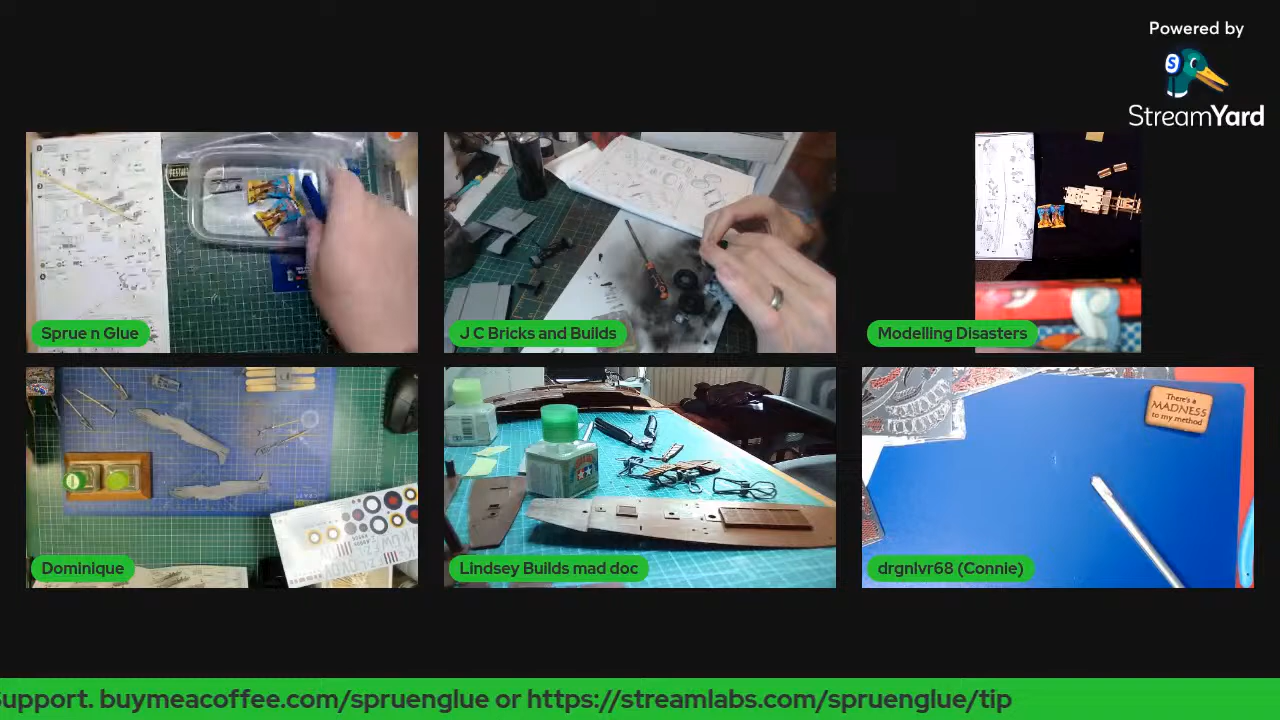 Powered by
S
StreamYard
Sprue n Glue
J C Bricks and Builds
Modelling Disasters
There's a
MADNESS
to my method
Dominique
Lindsey Builds mad doc
drgnlvr68 (Connie)
Support. buymeacoffee.com/spruenglue or https://streamlabs.com/spruenglue/tip